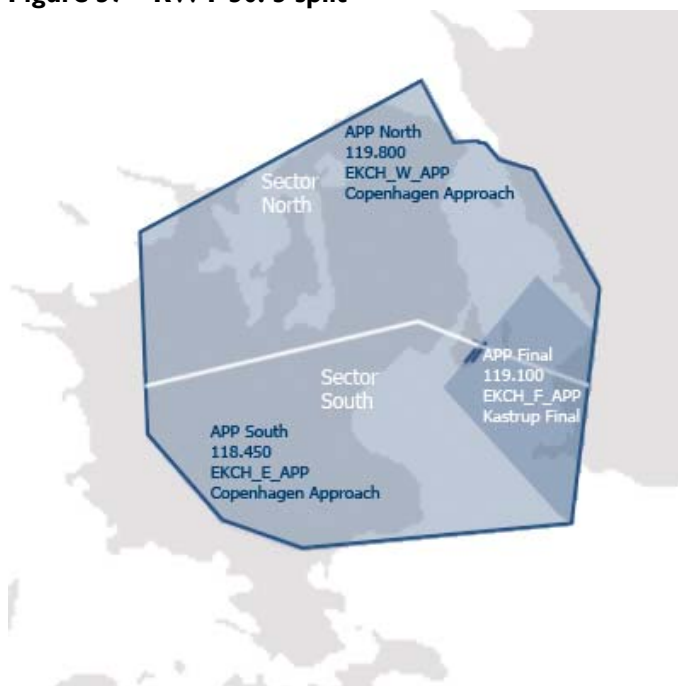 APP North
119.800
EKCH_W_APP
Copenhagen Approach
Sector
North
APP Final
119.100
EKCH_F_APP
Kastrup Final
Sector
South
APP South
118.450
EKCH_E_APP
Copenhagen Approach